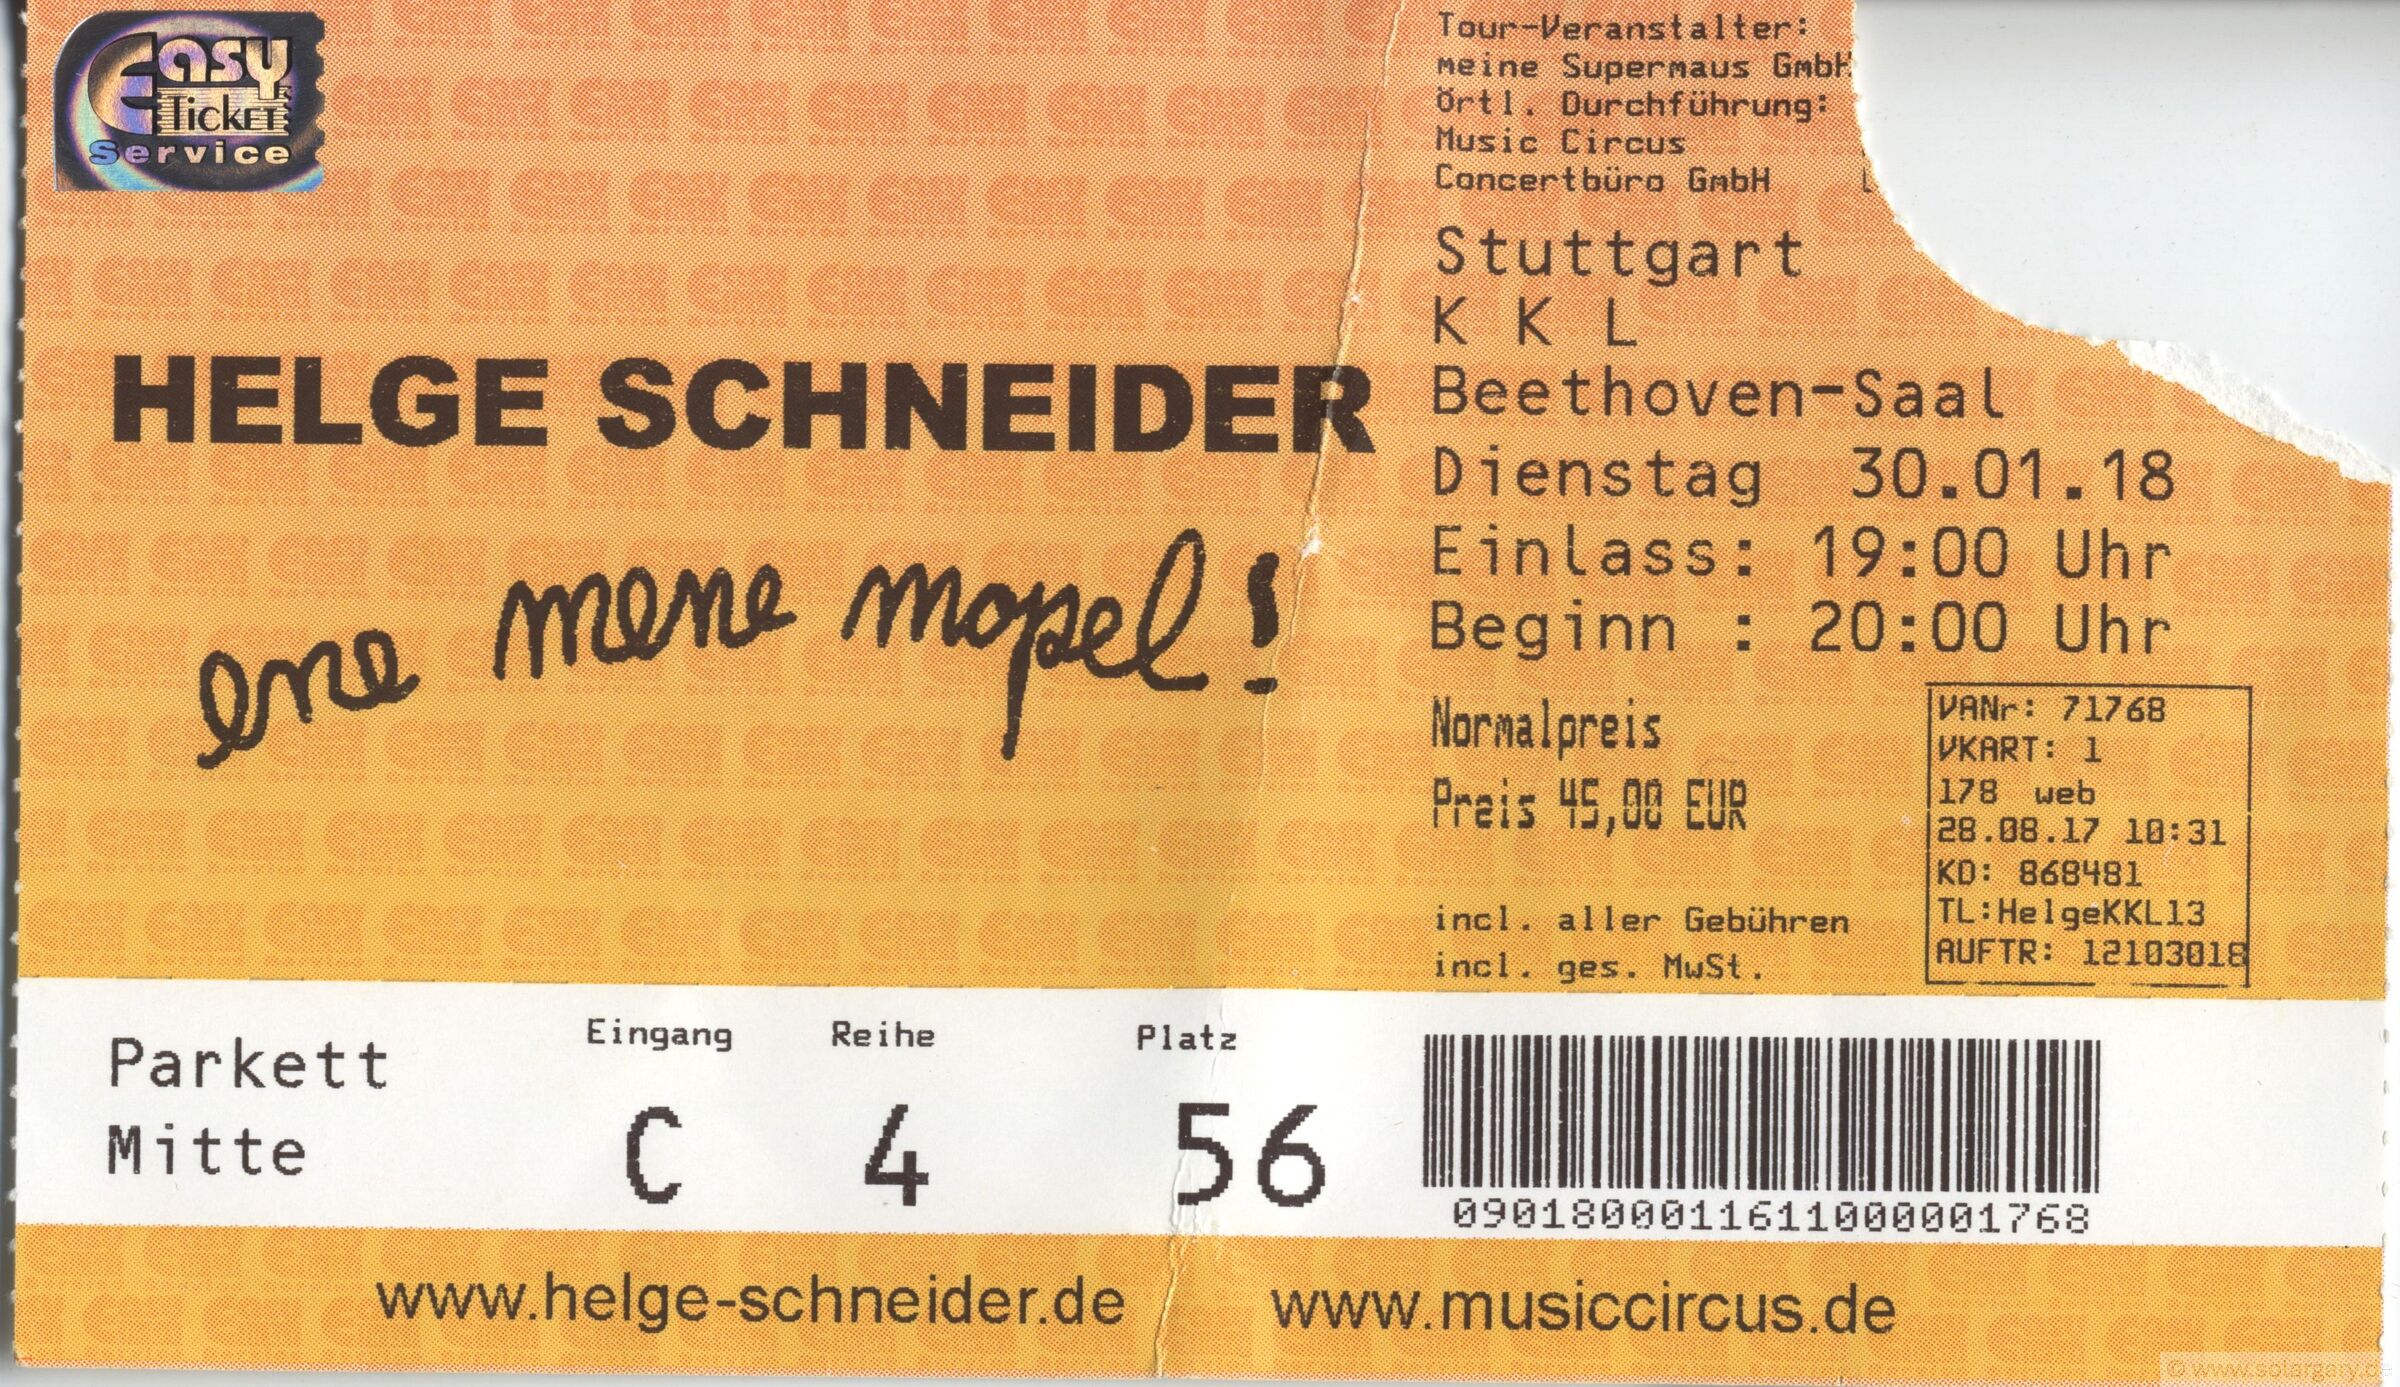 Easy
Ticket
Service
Tour-Veranstalter:
meine Supermaus GmbH
Örtl. Durchführung:
Music Circus
Concertbüro GmbH
Stuttgart
K K L
Beethoven-Saal
Dienstag 30.01.18
Einlass: 19:00 Uhr
Beginn : 20:00 Uhr
HELGE SCHNEIDER
ene mene mopel!
Normalpreis
Preis 45,00 EUR
incl. aller Gebühren
incl. ges. MwSt.
VANr: 71768
VKART: 1
178 web
28.08.17 10:31
KD: 868481
TL:HelgeKKL13
AUFTR: 12103018
Parkett
Mitte
Eingang
C
Reihe
4
Platz
56
0901800011611000001768
www.helge-schneider.de www.musiccircus.de